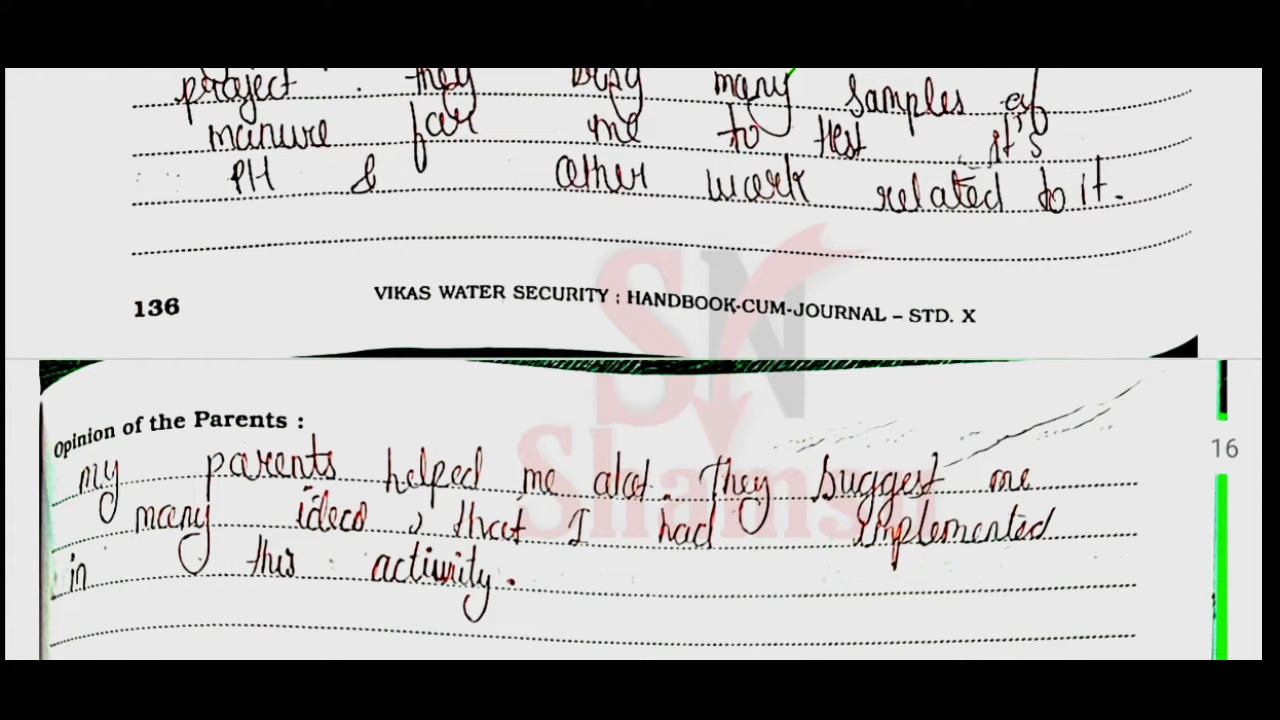 project. they buy many samples of
manure for me to test it's
PH & other work related to it.
136 VIKAS WATER SECURITY : HANDBOOK-CUM-JOURNAL – STD. X
SN
Opinion of the Parents :
16
my parents helped me alot. They suggest me
many ideas, that I had implemented
in this activity.